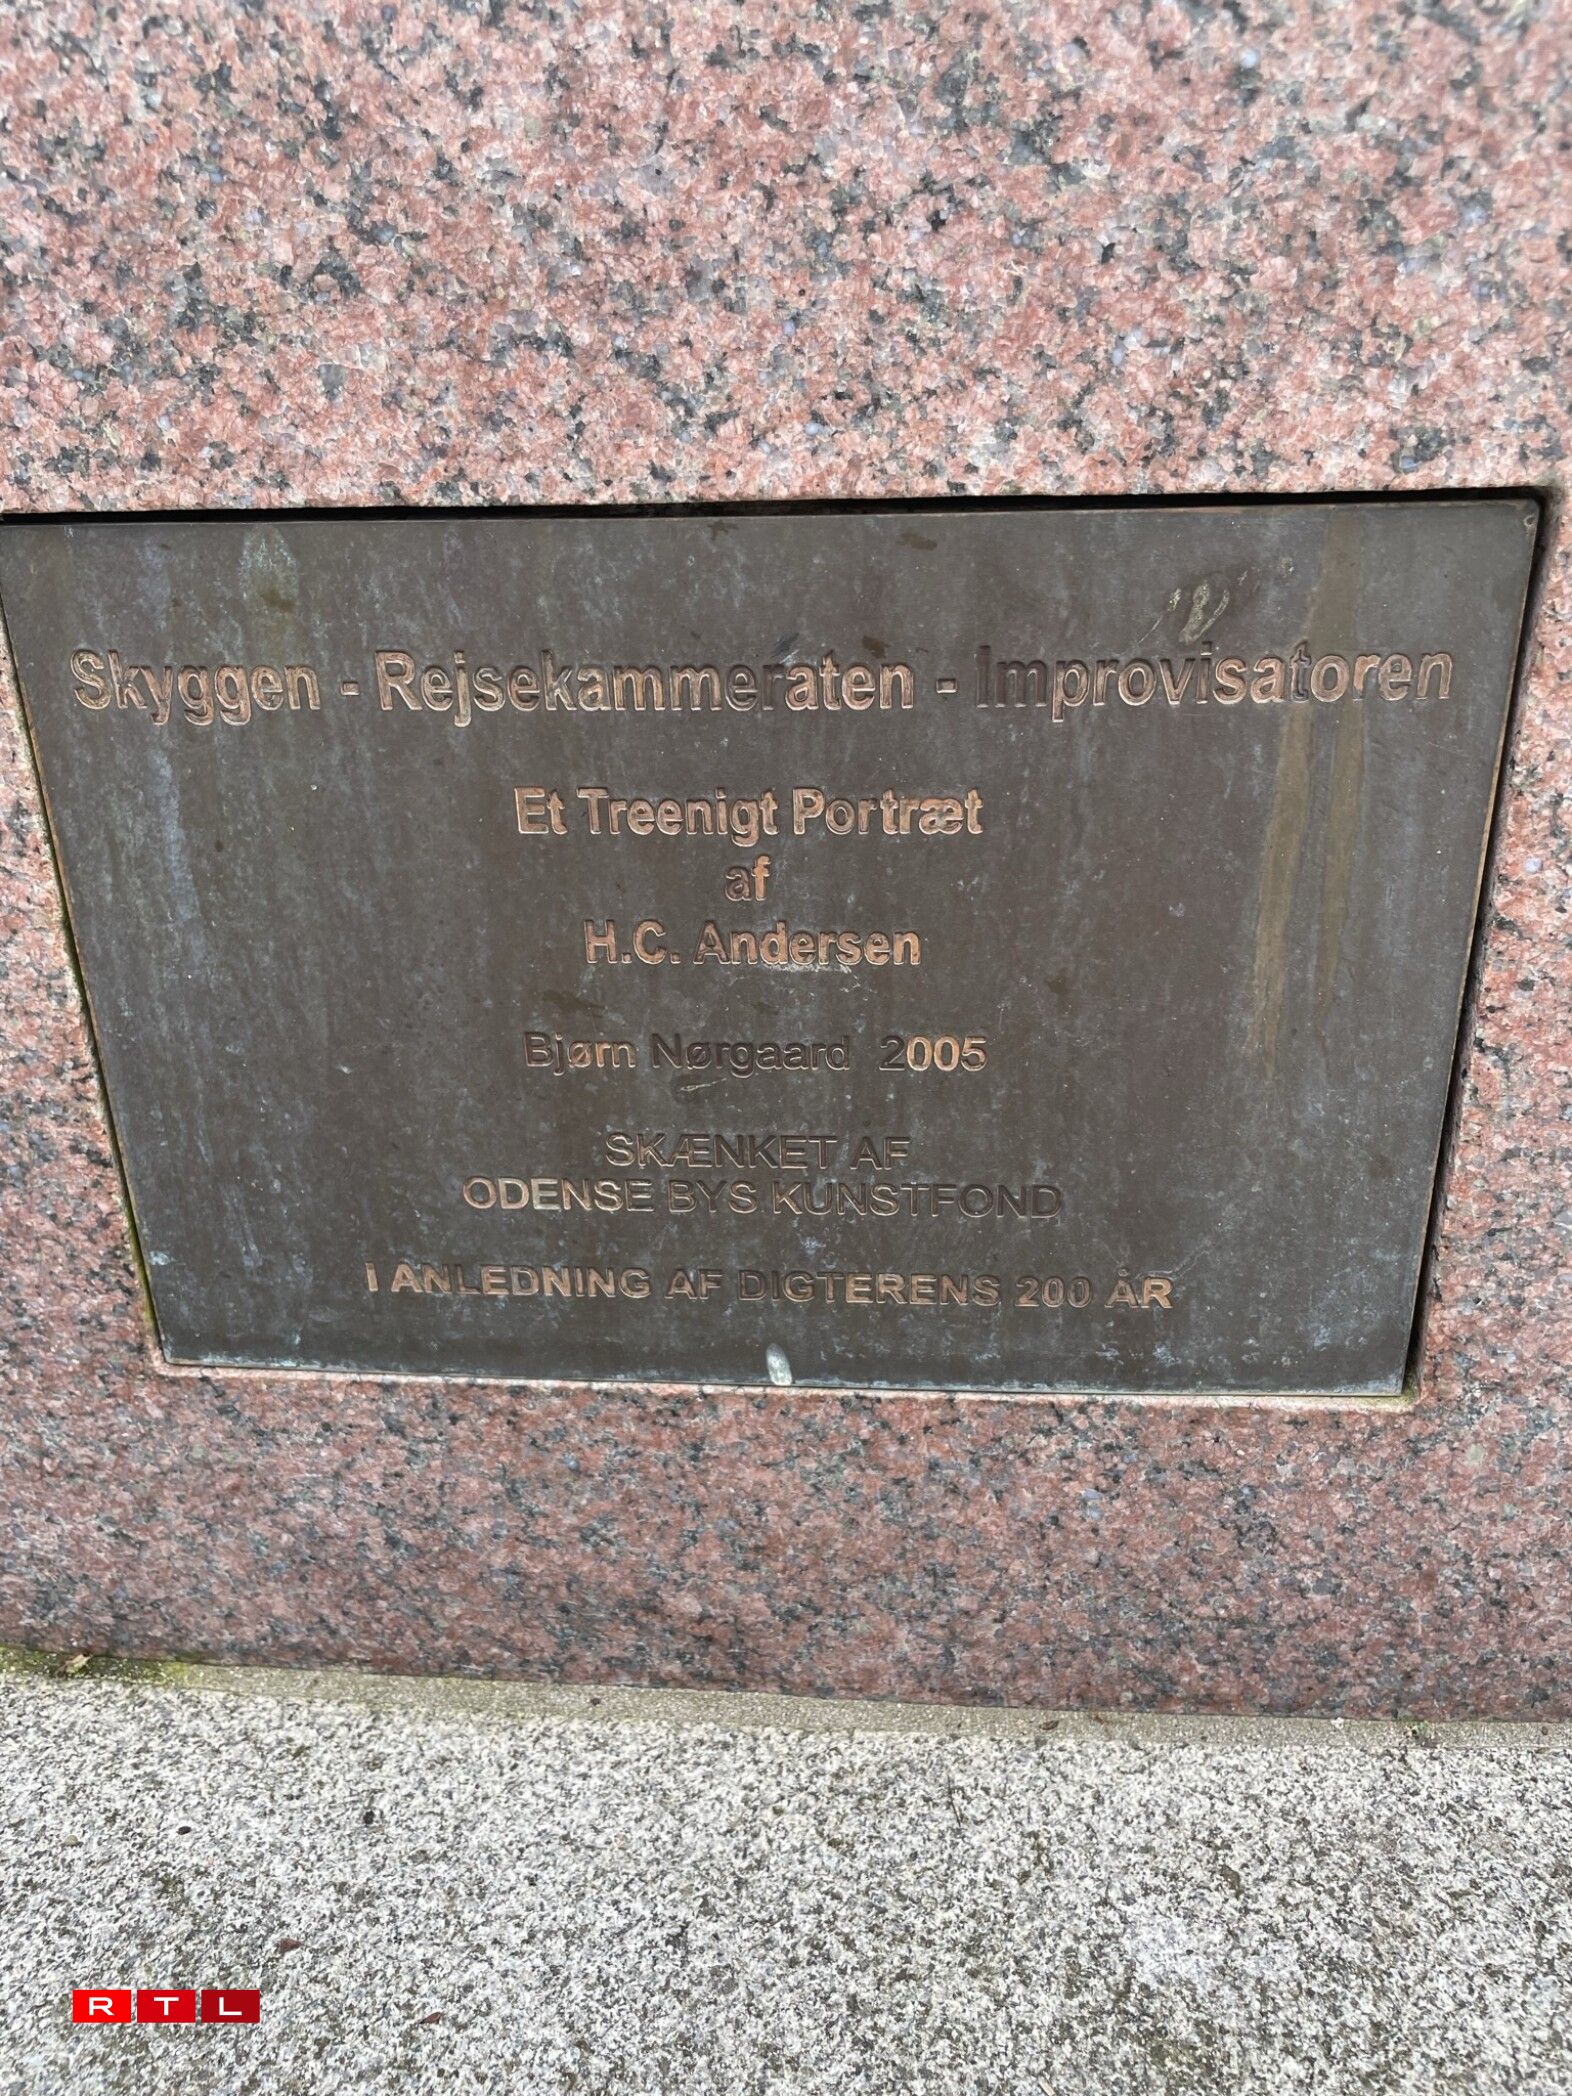 Skyggen - Rejsekammeraten - Improvisatoren
Et Treenigt Portræt
af
H.C. Andersen
Bjørn Nørgaard 2005
SKÆNKET AF
ODENSE BYS KUNSTFOND
I ANLEDNING AF DIGTERENS 200 ÅR
RTL